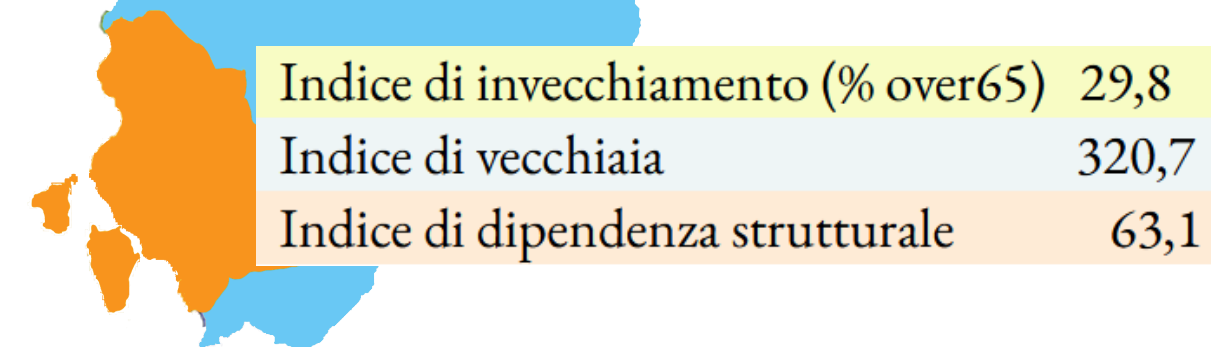 Indice di invecchiamento (% over65) 29,8
Indice di vecchiaia 320,7
Indice di dipendenza strutturale 63,1